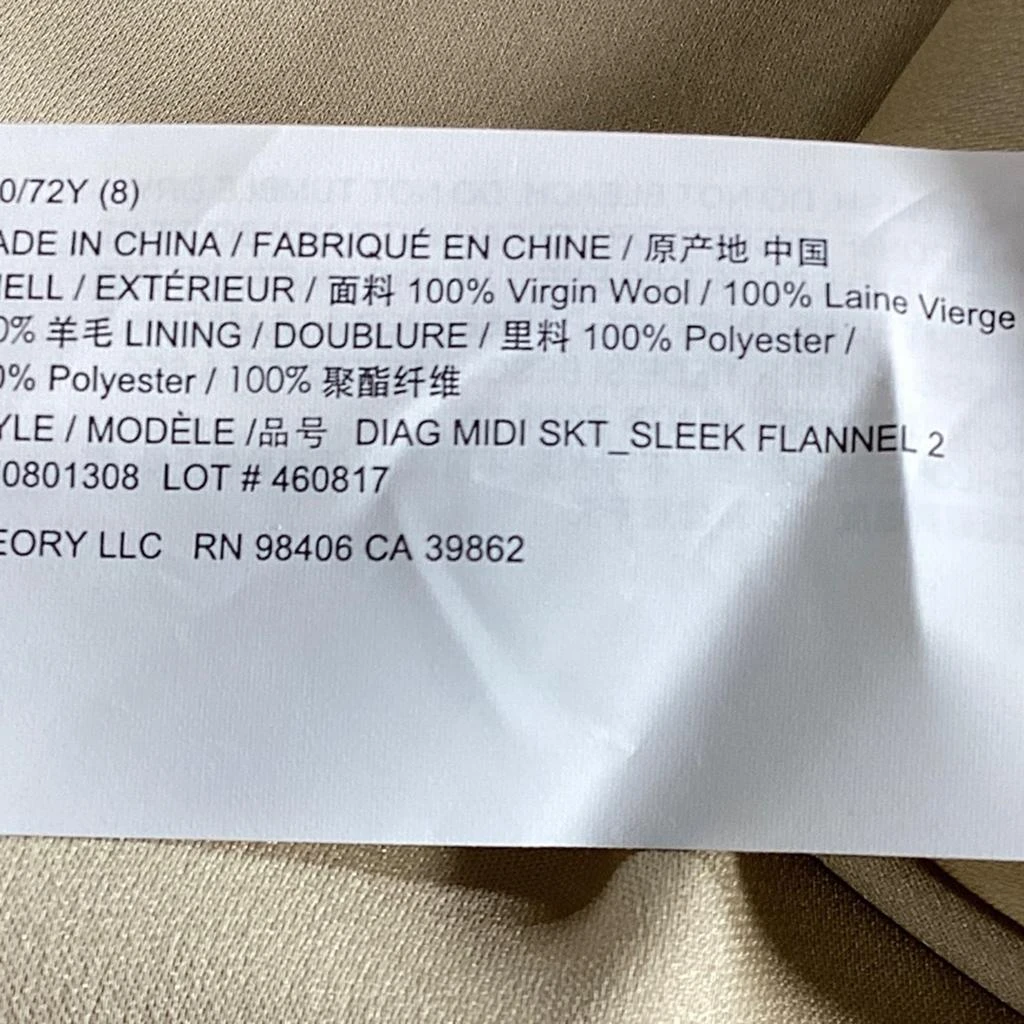 0/72Y (8)
ADE IN CHINA / FABRIQUÉ EN CHINE / 原产地 中国
ELL / EXTÉRIEUR / 面料 100% Virgin Wool / 100% Laine Vierge
0% 羊毛 LINING / DOUBLURE / 里料 100% Polyester /
0% Polyester / 100% 聚酯纤维
YLE / MODÈLE /品号 DIAG MIDI SKT_SLEEK FLANNEL 2
0801308 LOT # 460817
EORY LLC RN 98406 CA 39862